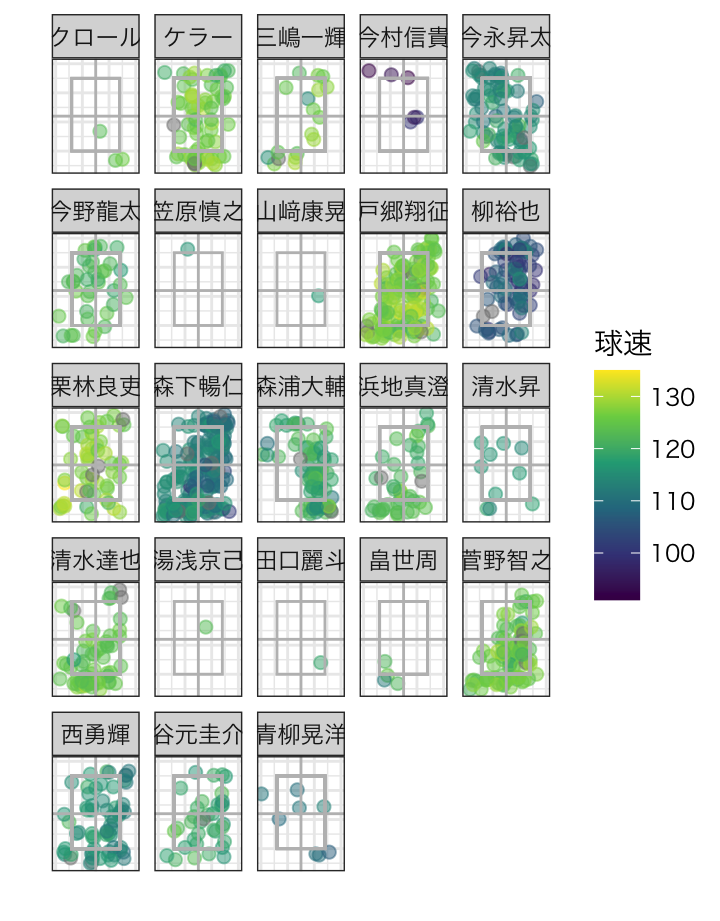 クロール
ケラー
三嶋一輝
今村信貴
今永昇太
今野龍太
笠原慎之
山﨑康晃
戸郷翔征
柳裕也
栗林良吏
森下暢仁
森浦大輔
浜地真澄
清水昇
清水達也
湯浅京己
田口麗斗
畠世周
菅野智之
西勇輝
谷元圭介
青柳晃洋
球速
130
120
110
100